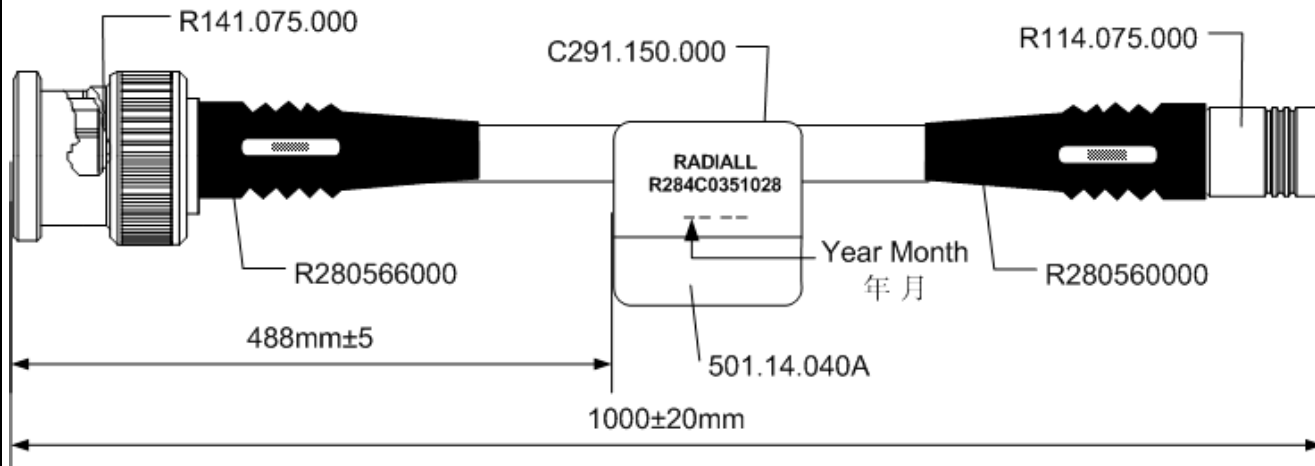 R141.075.000
C291.150.000
R114.075.000
RADIALL
R284C0351028
Year Month
年月
R280566000
R280560000
488mm±5
501.14.040A
1000±20mm